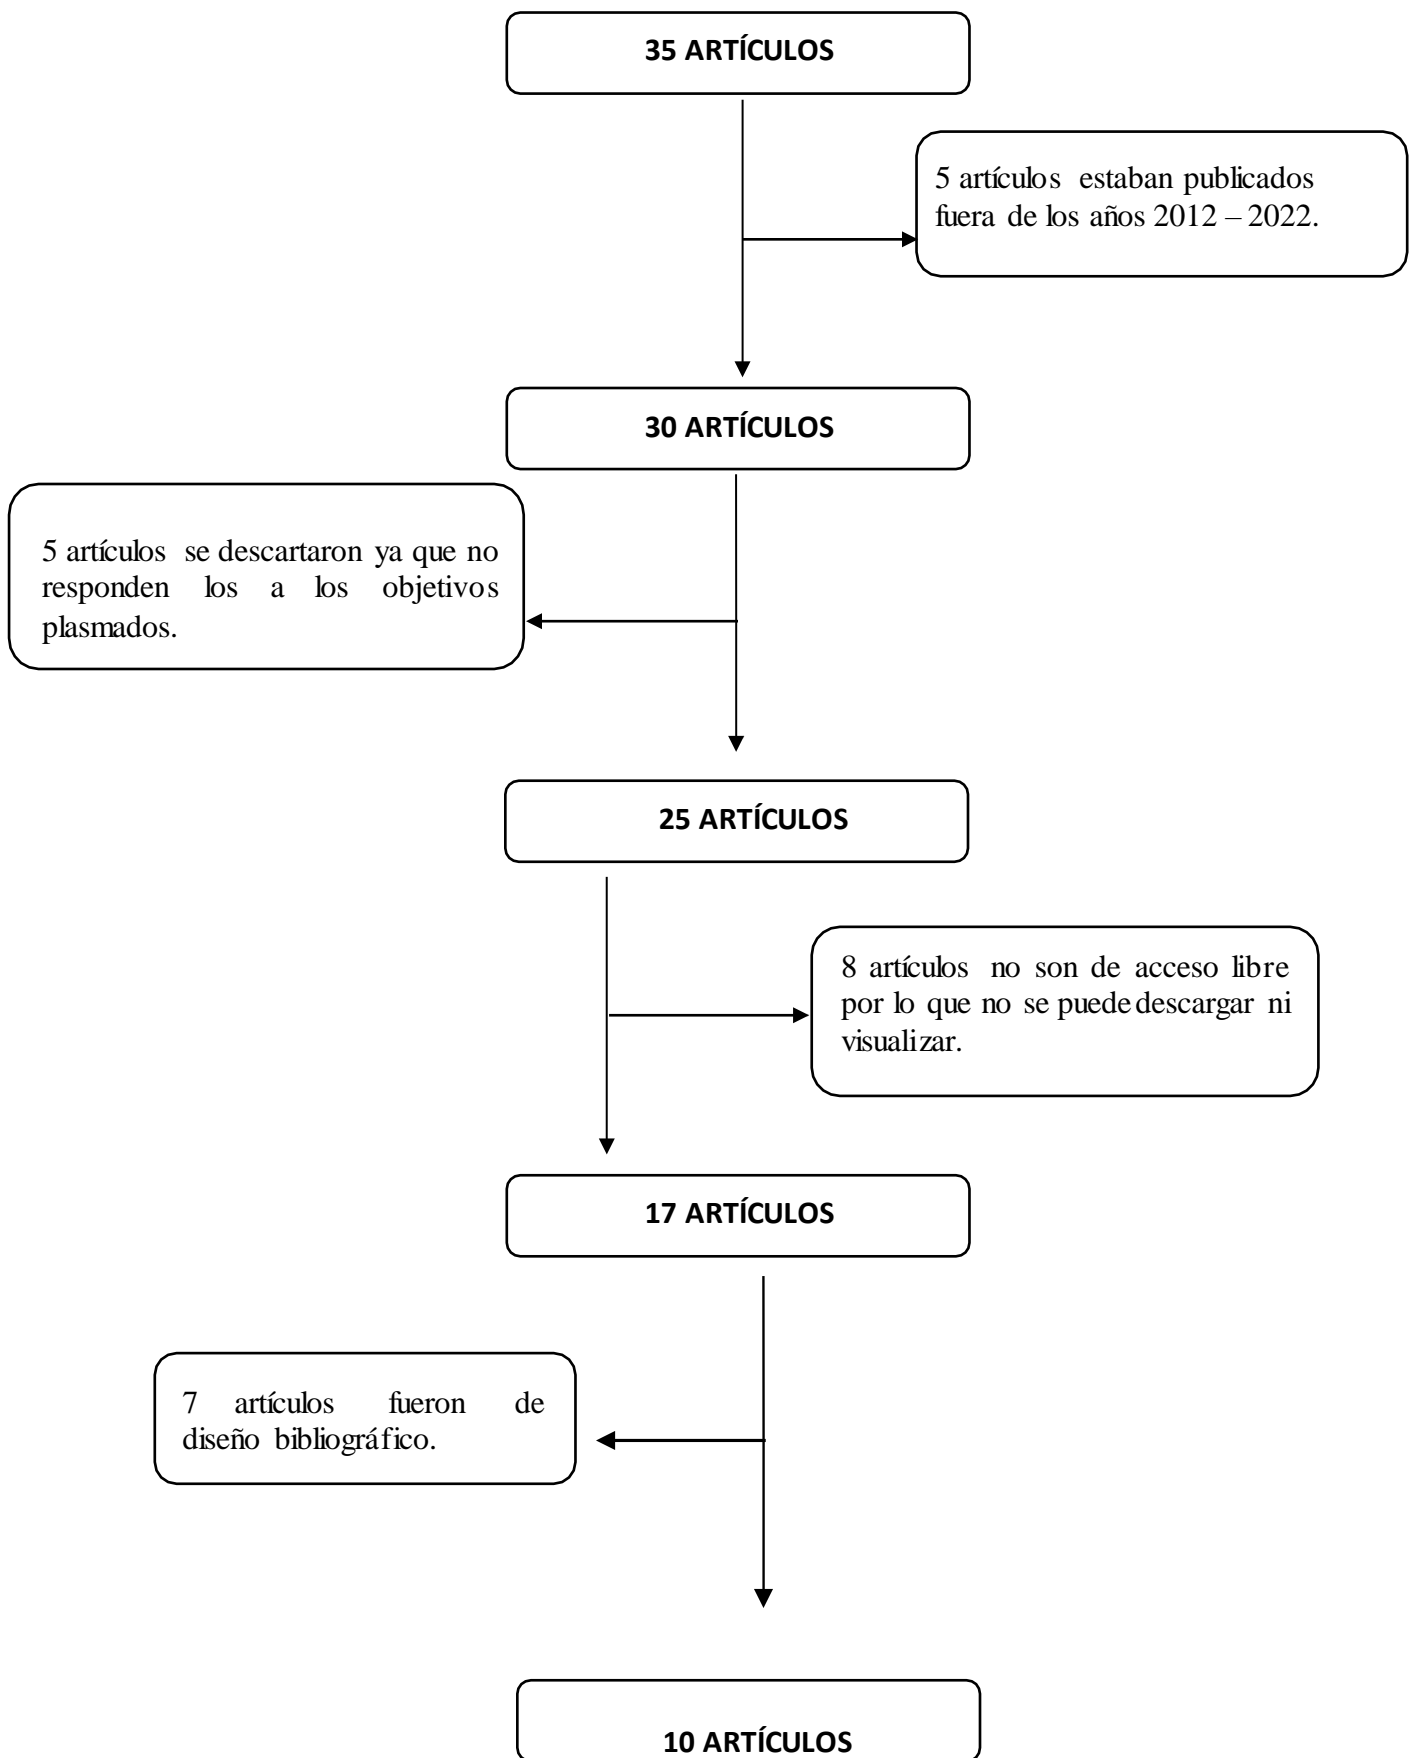 35 ARTÍCULOS
5 artículos estaban publicados
fuera de los años 2012 – 2022.
30 ARTÍCULOS
5 artículos se descartaron ya que no
responden los a los objetivos
plasmados.
25 ARTÍCULOS
8 artículos no son de acceso libre
por lo que no se puede descargar ni
visualizar.
17 ARTÍCULOS
7 artículos fueron de
diseño bibliográfico.
10 ARTÍCULOS